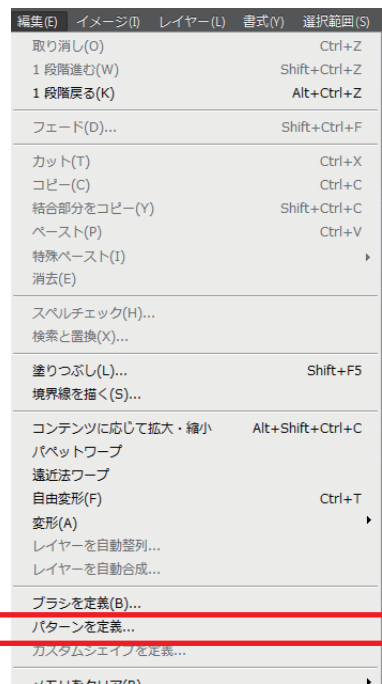 編集(E) イメージ(I) レイヤー(L) 書式(Y) 選択範囲(S)
取り消し(O) Ctrl+Z
1 段階進む(W) Shift+Ctrl+Z
1 段階戻る(K) Alt+Ctrl+Z
フェード(D)... Shift+Ctrl+F
カット(T) Ctrl+X
コピー(C) Ctrl+C
結合部分をコピー(Y) Shift+Ctrl+C
ペースト(P) Ctrl+V
特殊ペースト(I)
消去(E)
スペルチェック(H)...
検索と置換(X)...
塗りつぶし(L)... Shift+F5
境界線を描く(S)...
コンテンツに応じて拡大・縮小 Alt+Shift+Ctrl+C
パペットワープ
遠近法ワープ
自由変形(F) Ctrl+T
変形(A)
レイヤーを自動整列...
レイヤーを自動合成...
ブラシを定義(B)...
パターンを定義...
カスタムシェイプを定義...
メモリをクリア(R)